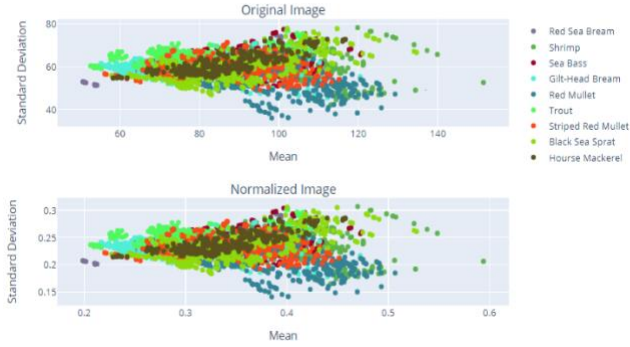 Original Image
Standard Deviation
80
60
40
60
80
100
120
140
Mean
Red Sea Bream
Shrimp
Sea Bass
Gilt-Head Bream
Red Mullet
Trout
Striped Red Mullet
Black Sea Sprat
Hourse Mackerel
Normalized Image
Standard Deviation
0.3
0.25
0.2
0.15
0.2
0.3
0.4
0.5
0.6
Mean